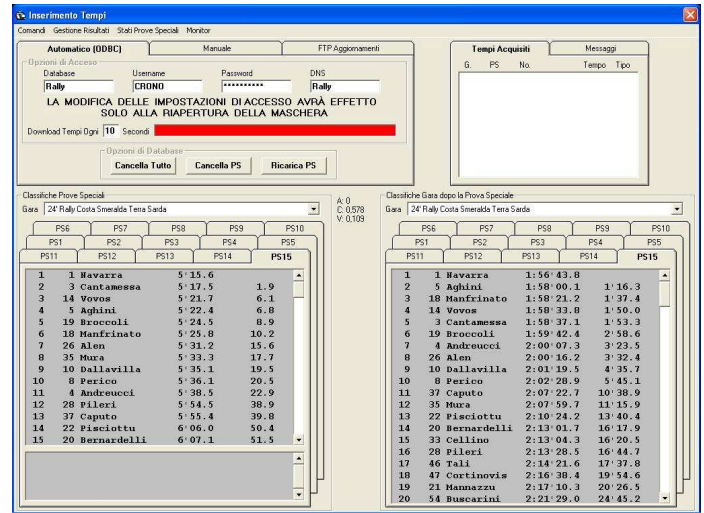 Inserimento Tempi
Comandi Gestione Risultati Stati Prove Speciali Monitor
Automatico (ODBC) Manuale FTP Aggiornamenti
Opzioni di Accesso
Database Username Password DNS
Rally CRONO ********** Rally
LA MODIFICA DELLE IMPOSTAZIONI DI ACCESSO AVRÀ EFFETTO
SOLO ALLA RIAPERTURA DELLA MASCHERA
Download Tempi Ogni 10 Secondi
Opzioni di Database
Cancella Tutto Cancella PS Ricarica PS
Tempi Acquisiti Messaggi
G. PS No. Tempo Tipo
Classifiche Prove Speciali
Gara 24' Rally Costa Smeralda Terra Sarda
A: 0
C: 0,578
V: 0,109
PS6 PS7 PS8 PS9 PS10
PS1 PS2 PS3 PS4 PS5
PS11 PS12 PS13 PS14 PS15
1 1 Navarra 5'15.6
2 3 Cantamessa 5'17.5 1.9
3 14 Vovos 5'21.7 6.1
4 5 Aghini 5'22.4 6.8
5 19 Broccoli 5'24.5 8.9
6 18 Manfrinato 5'25.8 10.2
7 26 Alen 5'31.2 15.6
8 35 Mura 5'33.3 17.7
9 10 Dallavilla 5'35.1 19.5
10 8 Perico 5'36.1 20.5
11 4 Andreucci 5'38.5 22.9
12 28 Pileri 5'54.5 38.9
13 37 Caputo 5'55.4 39.8
14 22 Pisciottu 6'06.0 50.4
15 20 Bernardelli 6'07.1 51.5
Classifiche Gara dopo la Prova Speciale
Gara 24' Rally Costa Smeralda Terra Sarda
PS6 PS7 PS8 PS9 PS10
PS1 PS2 PS3 PS4 PS5
PS11 PS12 PS13 PS14 PS15
1 1 Navarra 1:56'43.8
2 5 Aghini 1:58'00.1 1'16.3
3 18 Manfrinato 1:58'21.2 1'37.4
4 14 Vovos 1:58'33.8 1'50.0
5 3 Cantamessa 1:58'37.1 1'53.3
6 19 Broccoli 1:59'42.4 2'58.6
7 4 Andreucci 2:00'07.3 3'23.5
8 26 Alen 2:00'16.2 3'32.4
9 10 Dallavilla 2:01'19.5 4'35.7
10 8 Perico 2:02'28.9 5'45.1
11 37 Caputo 2:07'22.7 10'38.9
12 35 Mura 2:07'59.7 11'15.9
13 22 Pisciottu 2:10'24.2 13'40.4
14 20 Bernardelli 2:13'01.7 16'17.9
15 33 Cellino 2:13'04.3 16'20.5
16 28 Pileri 2:13'28.5 16'44.7
17 46 Tali 2:14'21.6 17'37.8
18 47 Cortinovis 2:16'38.4 19'54.6
19 21 Mannazzu 2:17'10.3 20'26.5
20 54 Buscarini 2:21'29.0 24'45.2